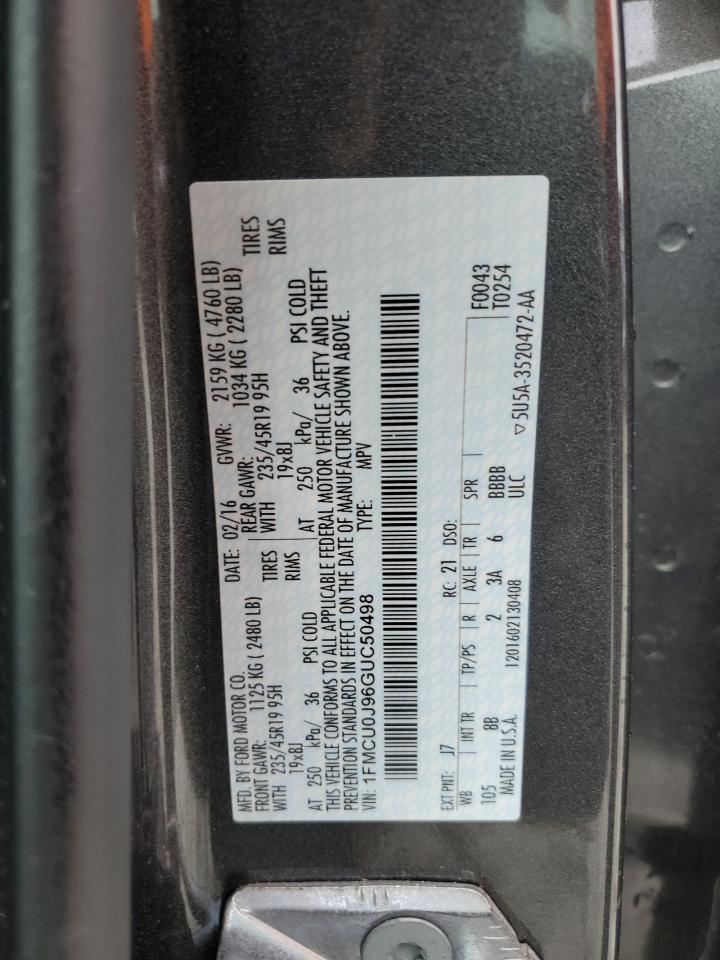 MFD. BY FORD MOTOR CO.
DATE: 02/16 GVWR: 2159 KG ( 4760 LB)
FRONT GAWR: 1125 KG ( 2480 LB) REAR GAWR: 1034 KG ( 2280 LB)
WITH 235/45R19 95H TIRES WITH 235/45R19 95H TIRES
19x8J RIMS 19x8J RIMS
AT 250 kPa/ 36 PSI COLD AT 250 kPa/ 36 PSI COLD
THIS VEHICLE CONFORMS TO ALL APPLICABLE FEDERAL MOTOR VEHICLE SAFETY AND THEFT
PREVENTION STANDARDS IN EFFECT ON THE DATE OF MANUFACTURE SHOWN ABOVE.
VIN: 1FMCU0J96GUC50498 TYPE: MPV
EXT PNT: J7 RC: 21 DSO:
WB INT TR TP/PS R AXLE TR SPR F0043
105 8B 2 3A 6 BBBB T0254
MADE IN U.S.A. 1201602130408 ULC ▽5U5A-3520472-AA